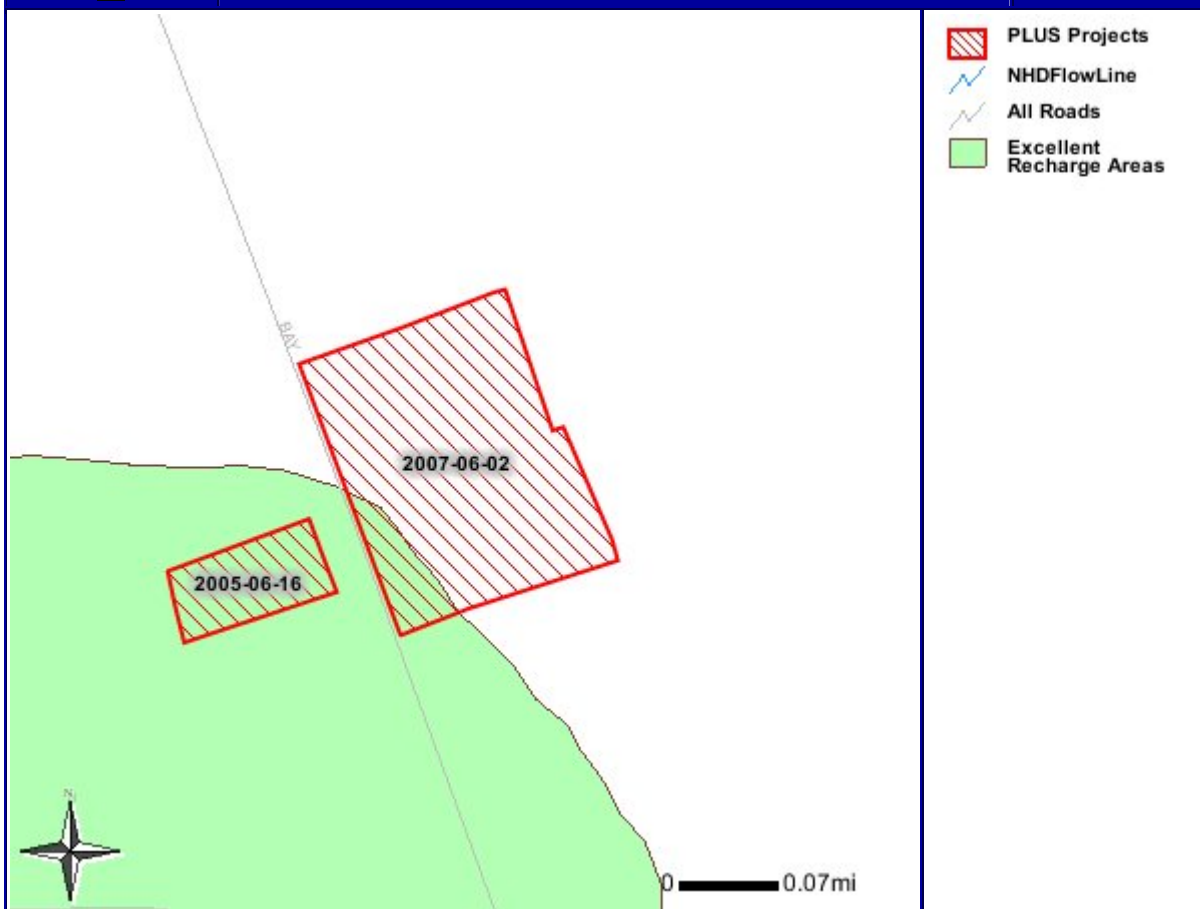 PLUS Projects
NHDFlowLine
All Roads
Excellent
Recharge Areas
BAY
2007-06-02
2005-06-16
N
0 0.07mi